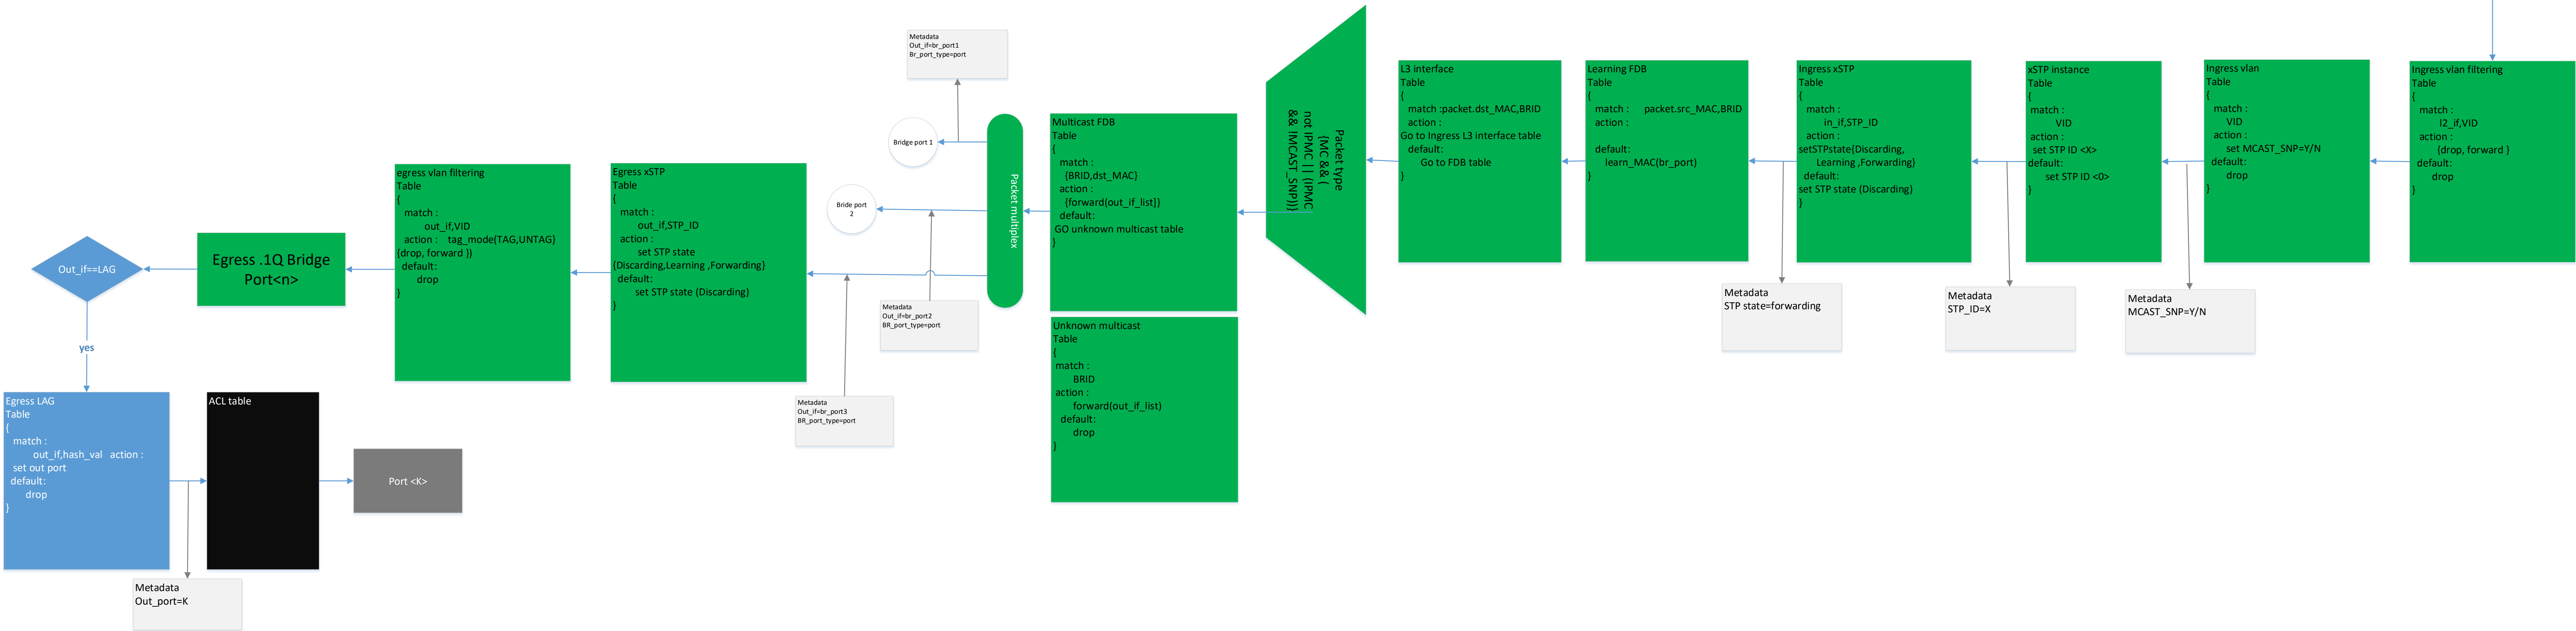 Metadata
Out_if=br_port1
Br_port_type=port
Bridge port 1
Bride port
2
Packet multiplex
Multicast FDB
Table
{
match :
{BRID,dst_MAC}
action :
{forward(out_if_list]}
default:
GO unknown multicast table
}
Unknown multicast
Table
{
match :
BRID
action :
forward(out_if_list)
default:
drop
}
Packet type
{MC && (
not IPMC || (IPMC
&& !MCAST_SNP))}
L3 interface
Table
{
match :packet.dst_MAC,BRID
action :
Go to Ingress L3 interface table
default:
Go to FDB table
}
Learning FDB
Table
{
match : packet.src_MAC,BRID
action :
default:
learn_MAC(br_port)
}
Ingress xSTP
Table
{
match :
in_if,STP_ID
action :
setSTPstate{Discarding,
Learning ,Forwarding}
default:
set STP state (Discarding)
}
xSTP instance
Table
{
match :
VID
action :
set STP ID <X>
default:
set STP ID <0>
}
Ingress vlan
Table
{
match :
VID
action :
set MCAST_SNP=Y/N
default:
drop
}
Ingress vlan filtering
Table
{
match :
l2_if,VID
action :
{drop, forward }
default:
drop
}
Metadata
STP state=forwarding
Metadata
STP_ID=X
Metadata
MCAST_SNP=Y/N
Metadata
Out_if=br_port2
BR_port_type=port
Metadata
Out_if=br_port3
BR_port_type=port
Egress xSTP
Table
{
match :
out_if,STP_ID
action :
set STP state
{Discarding,Learning ,Forwarding}
default:
set STP state (Discarding)
}
egress vlan filtering
Table
{
match :
out_if,VID
action : tag_mode(TAG,UNTAG)
{drop, forward })
default:
drop
}
Egress .1Q Bridge
Port<n>
Out_if==LAG
yes
Egress LAG
Table
{
match :
out_if,hash_val action :
set out port
default:
drop
}
ACL table
Port <K>
Metadata
Out_port=K